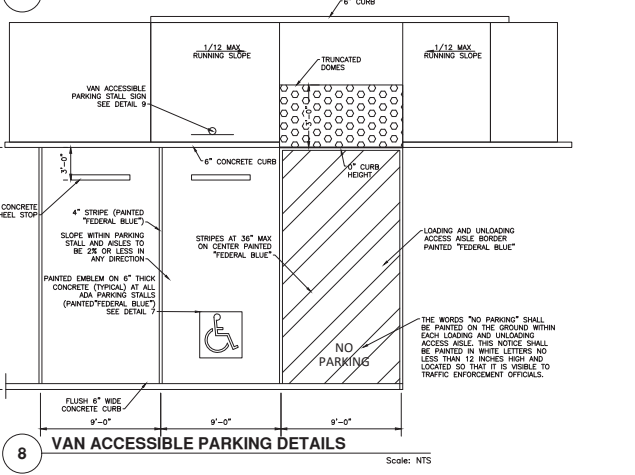 6" CURB
1/12 MAX
RUNNING SLOPE
1/12 MAX
RUNNING SLOPE
TRUNCATED
DOMES
VAN ACCESSIBLE
PARKING STALL SIGN
SEE DETAIL 9
3'-0"
3'-0"
6" CONCRETE CURB
0" CURB
HEIGHT
CONCRETE
4" STRIPE (PAINTED
"FEDERAL BLUE")
SLOPE WITHIN PARKING
STALL AND AISLES TO
BE 2% OR LESS IN
ANY DIRECTION
STRIPES AT 36" MAX
ON CENTER PAINTED
"FEDERAL BLUE"
LOADING AND UNLOADING
ACCESS AISLE BORDER
PAINTED "FEDERAL BLUE"
PAINTED EMBLEM ON 6" THICK
CONCRETE (TYPICAL) AT ALL
ADA PARKING STALLS
(PAINTED"FEDERAL BLUE")
SEE DETAIL 7
NO
PARKING
THE WORDS "NO PARKING" SHALL
BE PAINTED ON THE GROUND WITHIN
EACH LOADING AND UNLOADING
ACCESS AISLE. THIS NOTICE SHALL
BE PAINTED IN WHITE LETTERS NO
LESS THAN 12 INCHES HIGH AND
LOCATED SO THAT IT IS VISIBLE TO
TRAFFIC ENFORCEMENT OFFICIALS.
FLUSH 6" WIDE
CONCRETE CURB
9'-0"
9'-0"
9'-0"
8
VAN ACCESSIBLE PARKING DETAILS
Scale: NTS